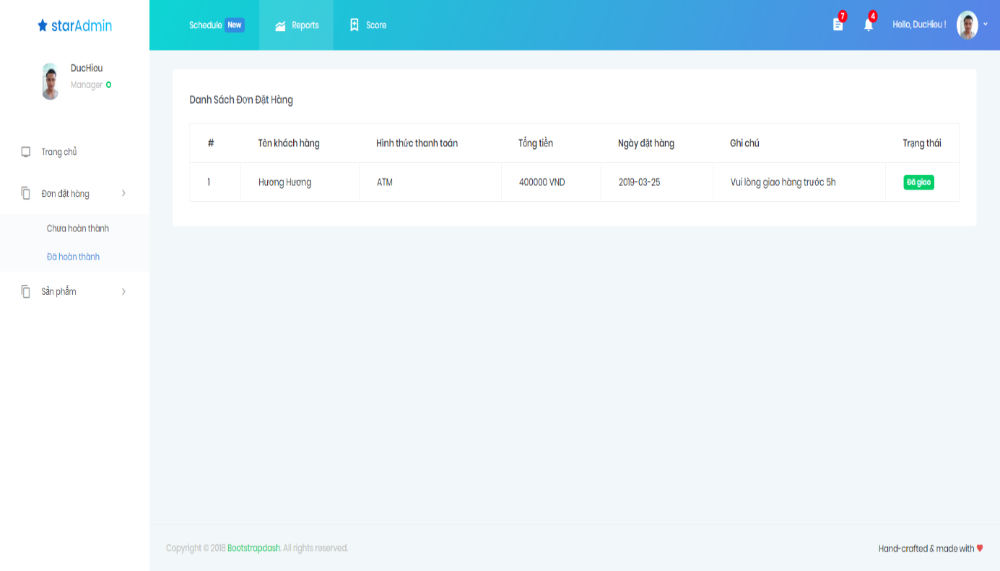 starAdmin
Schedule New Reports Score 7 4 Hello, DucHieu !
DucHieu
Manager
Trang chủ
Đơn đặt hàng
Chưa hoàn thành
Đã hoàn thành
Sản phẩm
Danh Sách Đơn Đặt Hàng
# Tên khách hàng Hình thức thanh toán Tổng tiền Ngày đặt hàng Ghi chú Trạng thái
1 Hương Hương ATM 400000 VND 2019-03-25 Vui lòng giao hàng trước 5h Đã giao
Copyright © 2018 Bootstrapdash. All rights reserved. Hand-crafted & made with